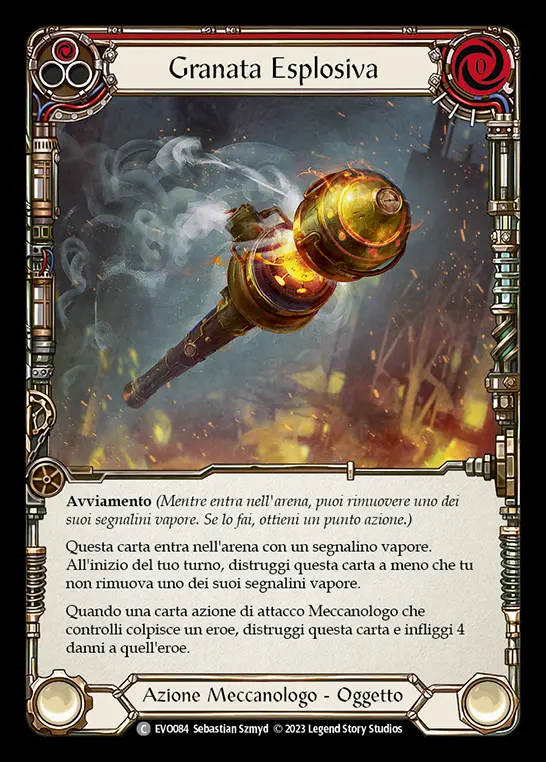 Granata Esplosiva
0
Avviamento (Mentre entra nell'arena, puoi rimuovere uno dei
suoi segnalini vapore. Se lo fai, ottieni un punto azione.)
Questa carta entra nell'arena con un segnalino vapore.
All'inizio del tuo turno, distruggi questa carta a meno che tu
non rimuova uno dei suoi segnalini vapore.
Quando una carta azione di attacco Meccanologo che
controlli colpisce un eroe, distruggi questa carta e infliggi 4
danni a quell'eroe.
Azione Meccanologo - Oggetto
C EVO084 Sebastian Szmyd © 2023 Legend Story Studios